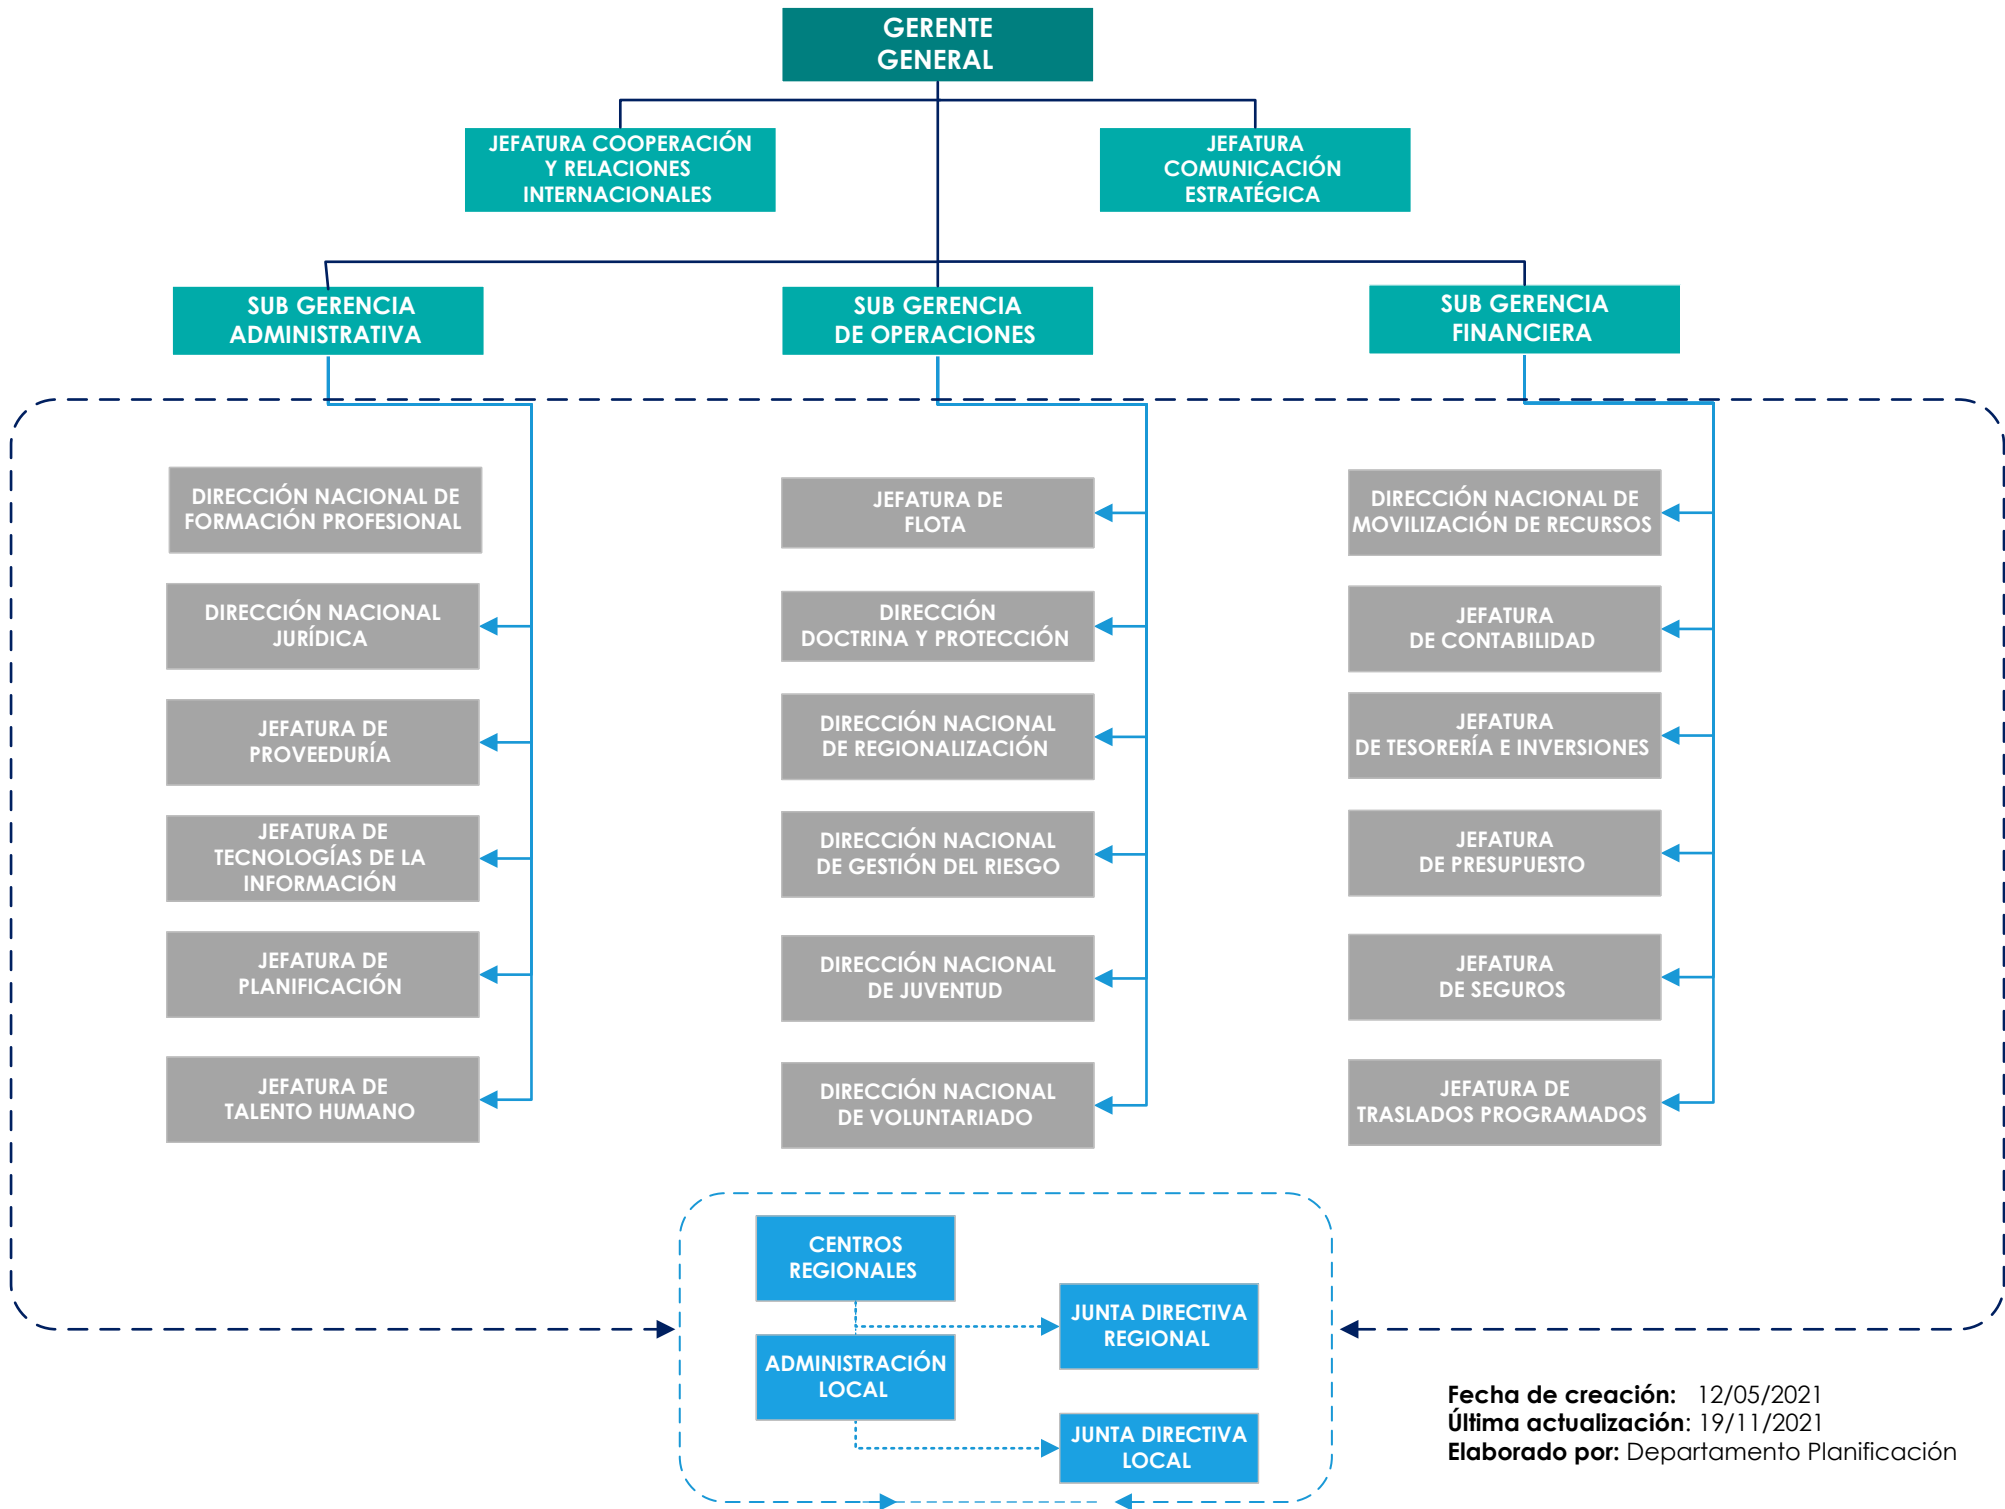 GERENTE
GENERAL
JEFATURA COOPERACIÓN
Y RELACIONES
INTERNACIONALES
JEFATURA
COMUNICACIÓN
ESTRATÉGICA
SUB GERENCIA
ADMINISTRATIVA
SUB GERENCIA
DE OPERACIONES
SUB GERENCIA
FINANCIERA
DIRECCIÓN NACIONAL DE
FORMACIÓN PROFESIONAL
DIRECCIÓN NACIONAL
JURÍDICA
JEFATURA DE
PROVEEDURÍA
JEFATURA DE
TECNOLOGÍAS DE LA
INFORMACIÓN
JEFATURA DE
PLANIFICACIÓN
JEFATURA DE
TALENTO HUMANO
JEFATURA DE
FLOTA
DIRECCIÓN
DOCTRINA Y PROTECCIÓN
DIRECCIÓN NACIONAL
DE REGIONALIZACIÓN
DIRECCIÓN NACIONAL
DE GESTIÓN DEL RIESGO
DIRECCIÓN NACIONAL
DE JUVENTUD
DIRECCIÓN NACIONAL
DE VOLUNTARIADO
DIRECCIÓN NACIONAL DE
MOVILIZACIÓN DE RECURSOS
JEFATURA
DE CONTABILIDAD
JEFATURA
DE TESORERÍA E INVERSIONES
JEFATURA
DE PRESUPUESTO
JEFATURA
DE SEGUROS
JEFATURA DE
TRASLADOS PROGRAMADOS
CENTROS
REGIONALES
JUNTA DIRECTIVA
REGIONAL
ADMINISTRACIÓN
LOCAL
JUNTA DIRECTIVA
LOCAL
Fecha de creación: 12/05/2021
Última actualización: 19/11/2021
Elaborado por: Departamento Planificación